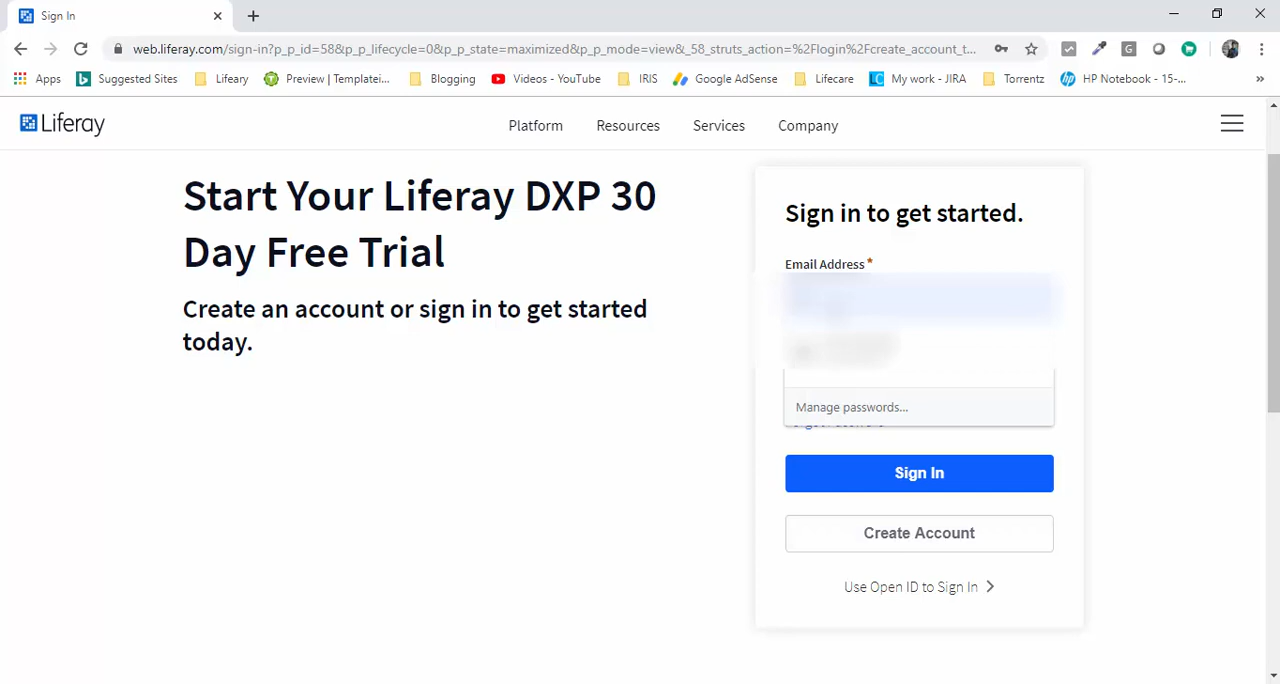 Sign In
web.liferay.com/sign-in?p_p_id=58&p_p_lifecycle=0&p_p_state=maximized&p_p_mode=view&_58_struts_action=%2Flogin%2Fcreate_account_t...
Apps Suggested Sites Lifeary Preview | Templatei... Blogging Videos - YouTube IRIS Google AdSense Lifecare My work - JIRA Torrentz HP Notebook - 15-... »
Liferay Platform Resources Services Company
Start Your Liferay DXP 30
Day Free Trial
Create an account or sign in to get started
today.
Sign in to get started.
Email Address *
Manage passwords...
Sign In
Create Account
Use Open ID to Sign In